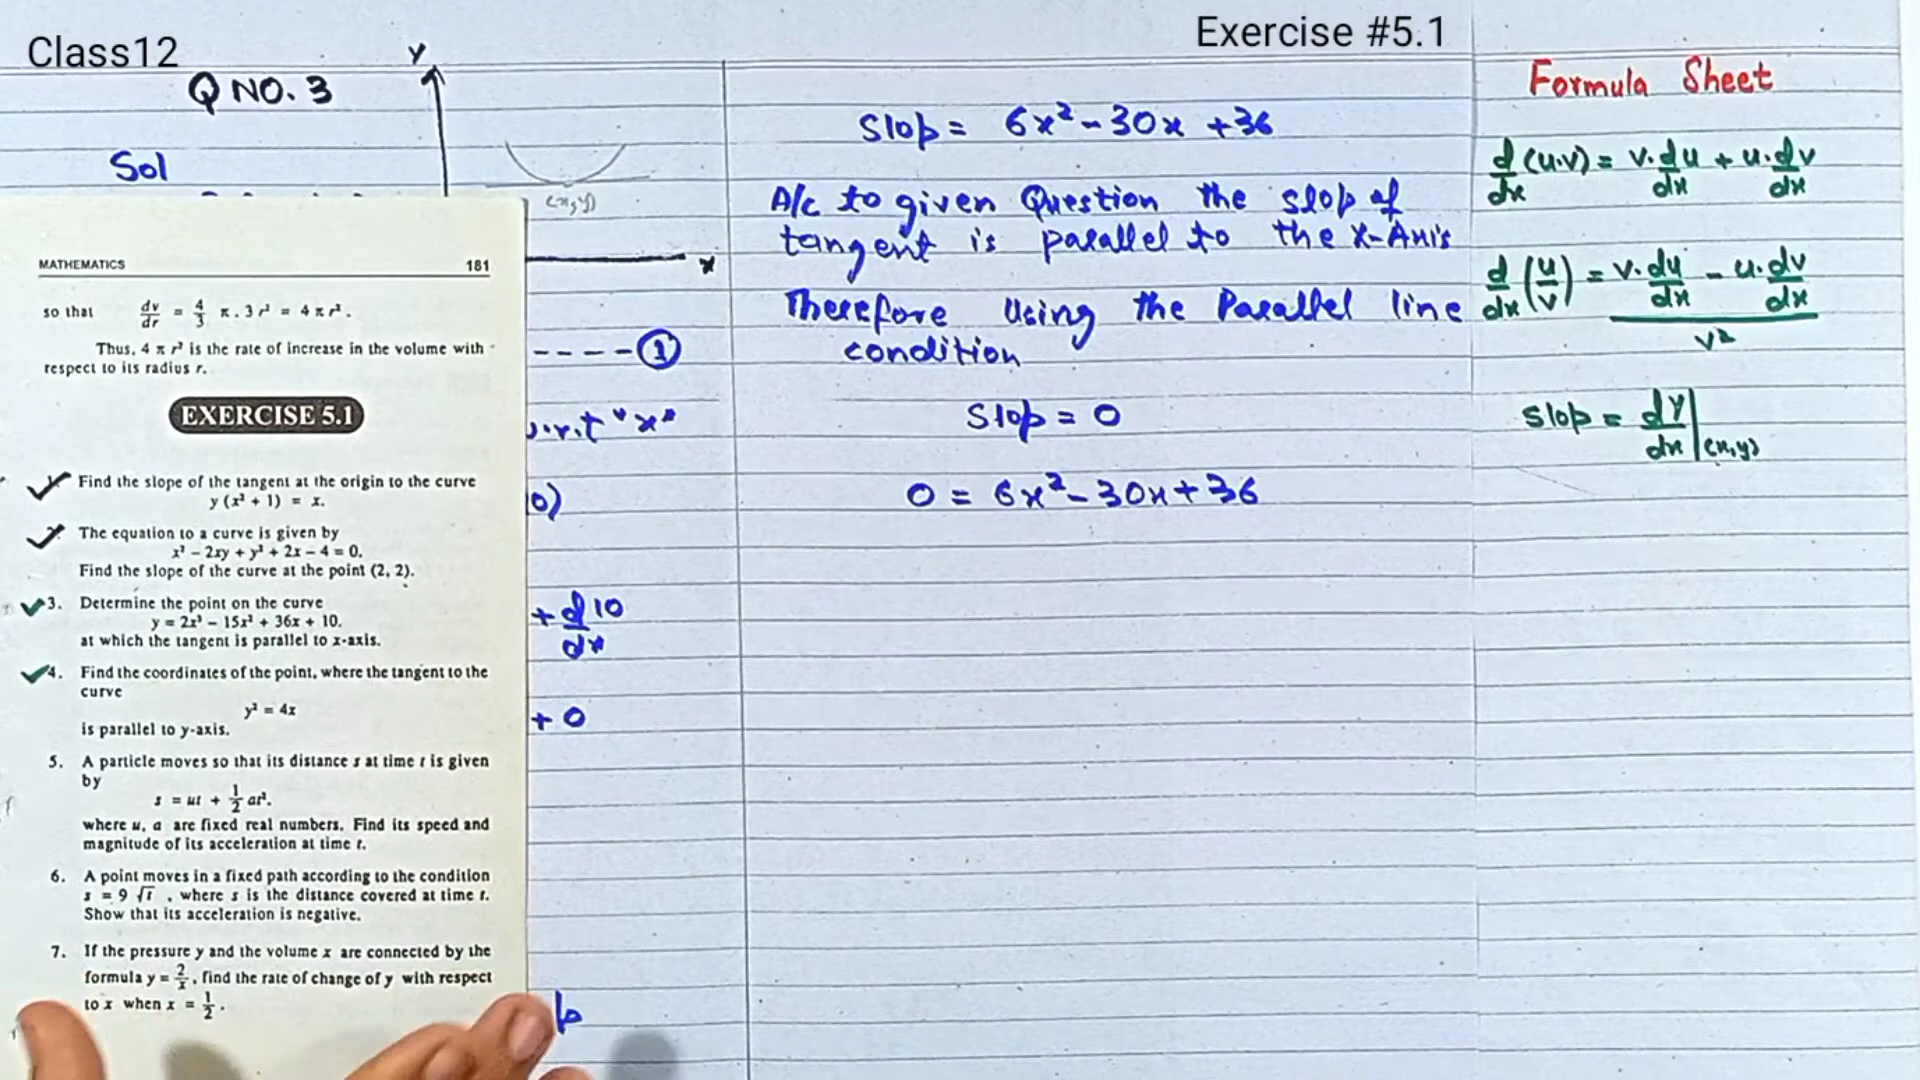 Class12
Exercise #5.1
Q NO. 3
Y
Sol
(x,y)
x
----①
w.r.t "x"
0)
+ d/dx 10
+ 0
MATHEMATICS 181
so that dv/dr = 4/3 π . 3 r² = 4 π r².
Thus, 4 π r² is the rate of increase in the volume with
respect to its radius r.
EXERCISE 5.1
Find the slope of the tangent at the origin to the curve
y (x² + 1) = x.
The equation to a curve is given by
x² – 2xy + y² + 2x – 4 = 0.
Find the slope of the curve at the point (2, 2).
3. Determine the point on the curve
y = 2x³ – 15x² + 36x + 10.
at which the tangent is parallel to x-axis.
4. Find the coordinates of the point, where the tangent to the
curve
y² = 4x
is parallel to y-axis.
5. A particle moves so that its distance s at time t is given
by
s = ut + 1/2 at².
where u, a are fixed real numbers. Find its speed and
magnitude of its acceleration at time t.
6. A point moves in a fixed path according to the condition
s = 9 √t , where s is the distance covered at time t.
Show that its acceleration is negative.
7. If the pressure y and the volume x are connected by the
formula y = 2/x , find the rate of change of y with respect
to x when x = 1/2 .
Slop = 6x² - 30x + 36
A/c to given Question the slop of
tangent is parallel to the X-Axis
Therefore Using the Parallel line
condition
Slop = 0
0 = 6x² - 30x + 36
Formula Sheet
d/dx (u.v) = v.du/dx + u.dv/dx
d/dx (u/v) = v.du/dx - u.dv/dx
v²
Slop = dy/dx |(x,y)